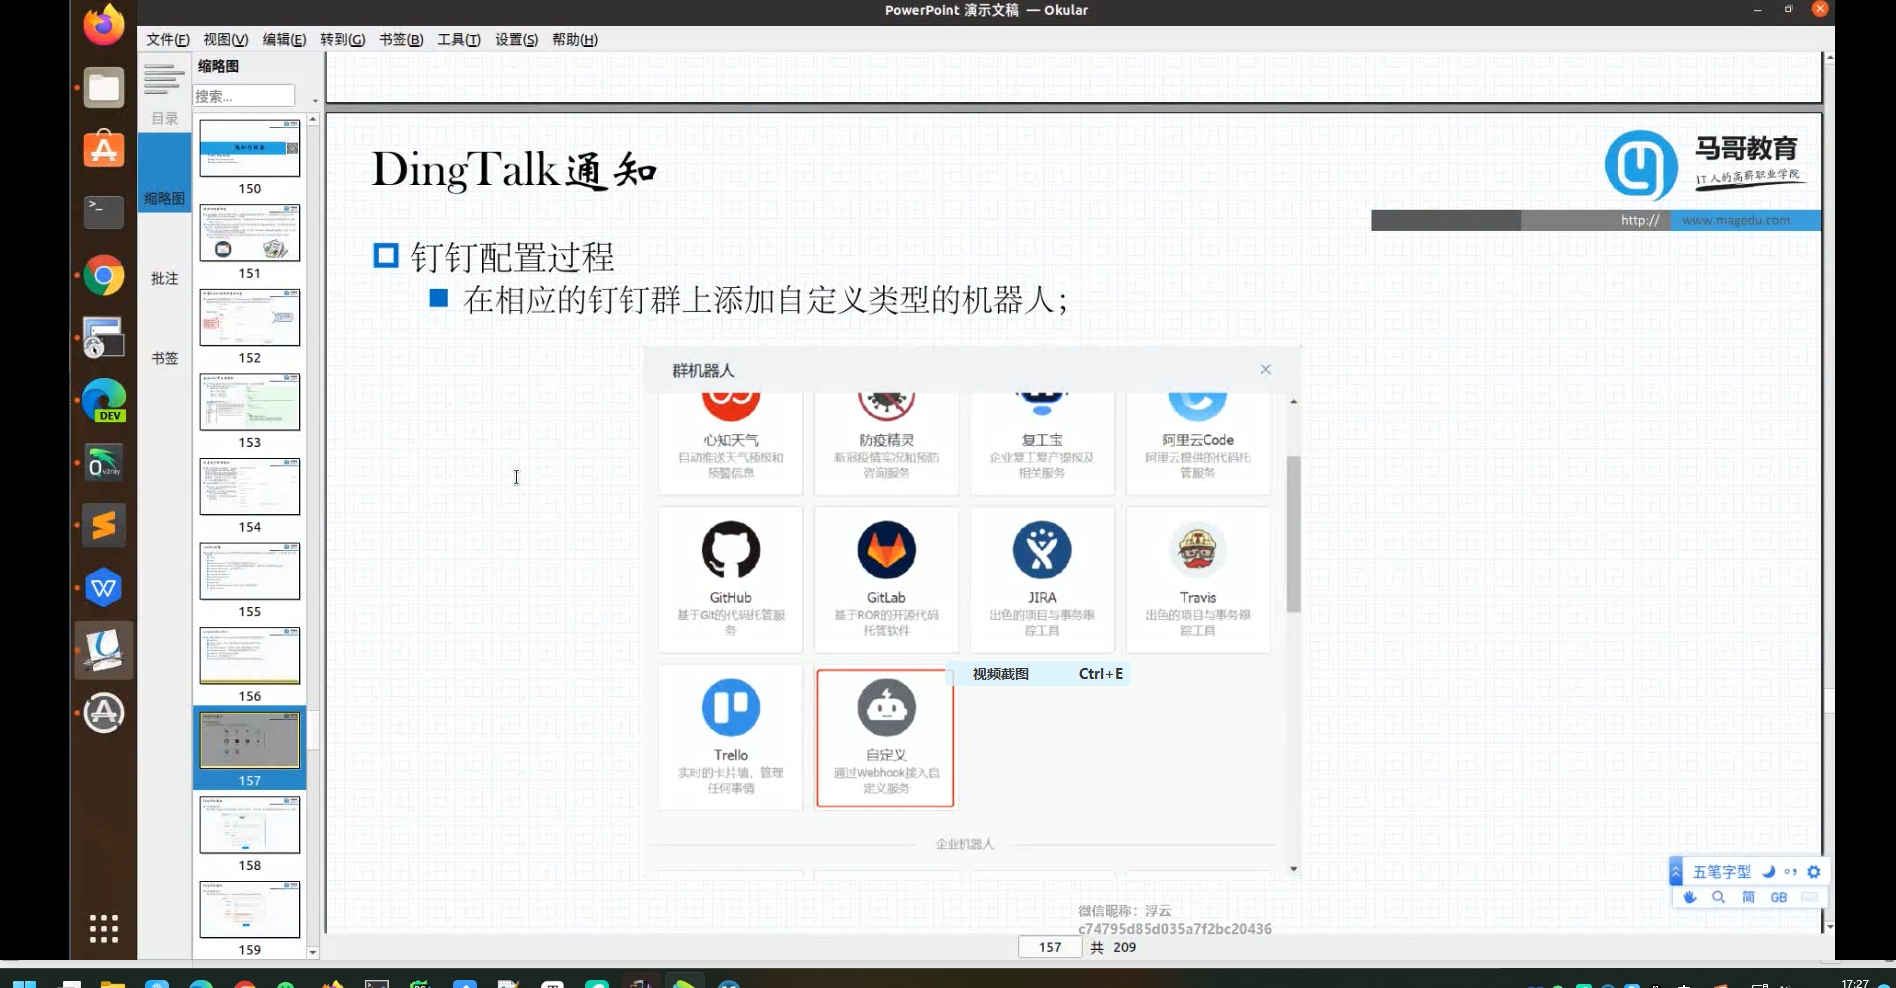 PowerPoint 演示文稿 — Okular
文件(F) 视图(V) 编辑(E) 转到(G) 书签(B) 工具(T) 设置(S) 帮助(H)
缩略图
搜索...
目录
缩略图
批注
书签
150
151
152
153
154
155
156
157
158
159
DEV
v2ray
DingTalk通知
马哥教育
IT人的高薪职业学院
http://
www.magedu.com
钉钉配置过程
在相应的钉钉群上添加自定义类型的机器人；
群机器人
心知天气
自动推送天气预报和
预警信息
防疫精灵
新冠疫情实况和预防
咨询服务
复工宝
企业复工复产提报及
相关服务
阿里云Code
阿里云提供的代码托
管服务
GitHub
基于Git的代码托管服
务
GitLab
基于ROR的开源代码
托管软件
JIRA
出色的项目与事务跟
踪工具
Travis
出色的项目与事务跟
踪工具
Trello
实时的卡片墙，管理
任何事情
自定义
通过Webhook接入自
定义服务
视频截图 Ctrl+E
企业机器人
五笔字型
简 GB
微信昵称：浮云
c74795d85d035a7f2bc20436
157 共 209
17:27